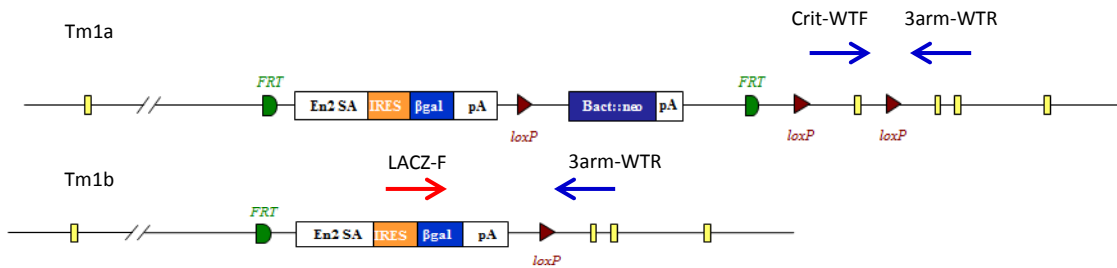 Tm1a
Crit-WTF 3arm-WTR
FRT FRT
En2 SA IRES βgal pA Bact::neo pA
loxP loxP loxP
Tm1b
LACZ-F 3arm-WTR
FRT
En2 SA IRES βgal pA
loxP